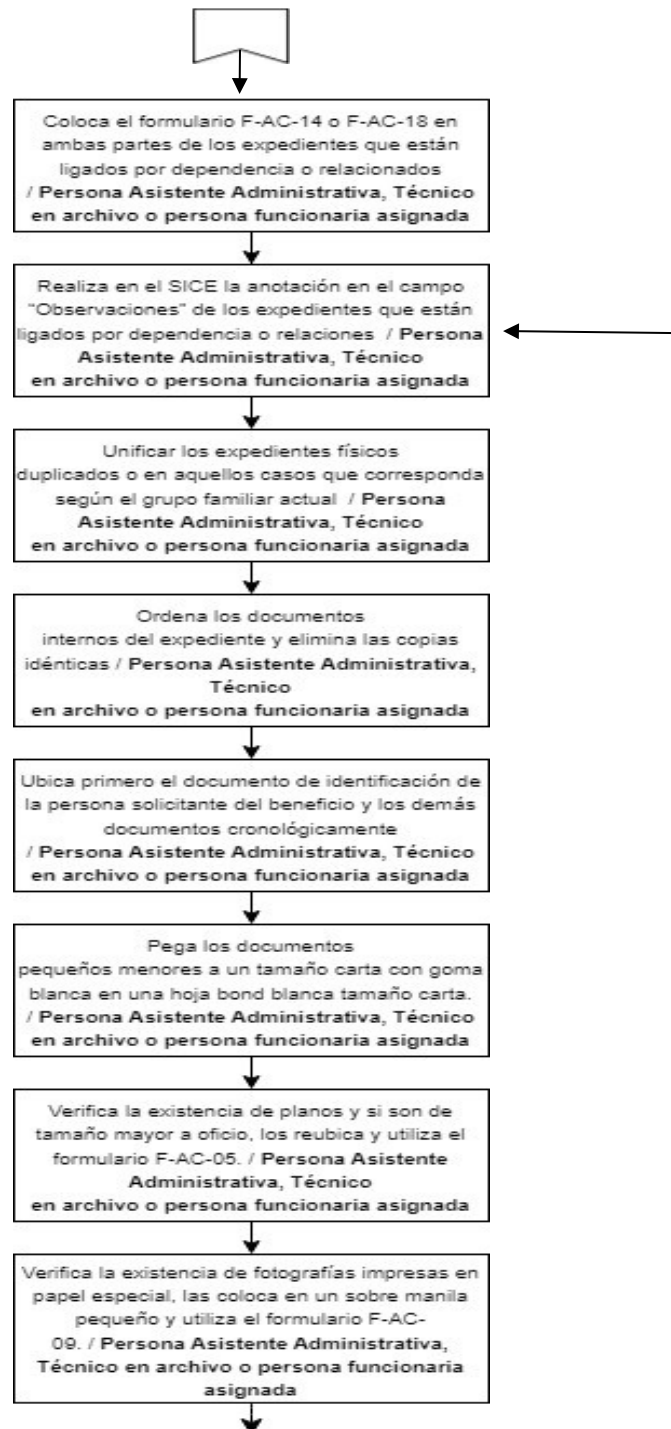 Coloca el formulario F-AC-14 o F-AC-18 en
ambas partes de los expedientes que están
ligados por dependencia o relacionados
/ Persona Asistente Administrativa, Técnico
en archivo o persona funcionaria asignada
Realiza en el SICE la anotación en el campo
"Observaciones" de los expedientes que están
ligados por dependencia o relaciones / Persona
Asistente Administrativa, Técnico
en archivo o persona funcionaria asignada
Unificar los expedientes físicos
duplicados o en aquellos casos que corresponda
según el grupo familiar actual / Persona
Asistente Administrativa, Técnico
en archivo o persona funcionaria asignada
Ordena los documentos
internos del expediente y elimina las copias
idénticas / Persona Asistente Administrativa,
Técnico
en archivo o persona funcionaria asignada
Ubica primero el documento de identificación de
la persona solicitante del beneficio y los demás
documentos cronológicamente
/ Persona Asistente Administrativa, Técnico
en archivo o persona funcionaria asignada
Pega los documentos
pequeños menores a un tamaño carta con goma
blanca en una hoja bond blanca tamaño carta.
/ Persona Asistente Administrativa, Técnico
en archivo o persona funcionaria asignada
Verifica la existencia de planos y si son de
tamaño mayor a oficio, los reubica y utiliza el
formulario F-AC-05. / Persona Asistente
Administrativa, Técnico
en archivo o persona funcionaria asignada
Verifica la existencia de fotografías impresas en
papel especial, las coloca en un sobre manila
pequeño y utiliza el formulario F-AC-
09. / Persona Asistente Administrativa,
Técnico en archivo o persona funcionaria
asignada